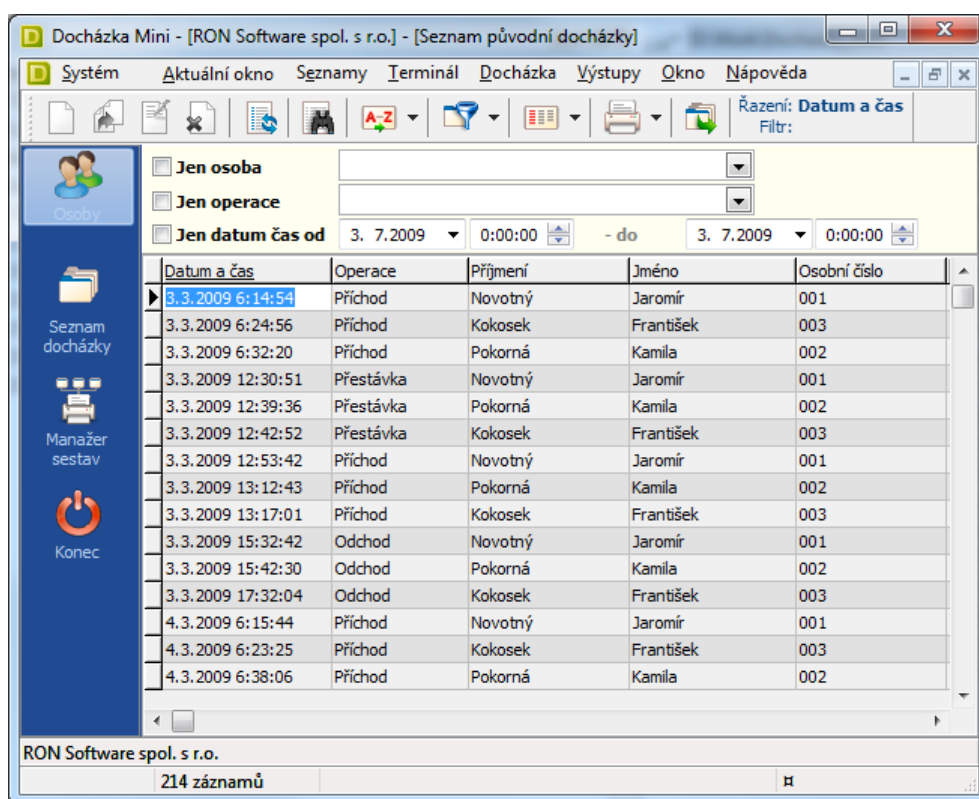 Docházka Mini - [RON Software spol. s r.o.] - [Seznam původní docházky]
Systém Aktuální okno Seznamy Terminál Docházka Výstupy Okno Nápověda
A-Z Řazení: Datum a čas
Filtr:
Osoby
Seznam
docházky
Manažer
sestav
Konec
Jen osoba
Jen operace
Jen datum čas od 3. 7.2009 0:00:00 - do 3. 7.2009 0:00:00
Datum a čas Operace Příjmení Jméno Osobní číslo
3.3.2009 6:14:54 Příchod Novotný Jaromír 001
3.3.2009 6:24:56 Příchod Kokosek František 003
3.3.2009 6:32:20 Příchod Pokorná Kamila 002
3.3.2009 12:30:51 Přestávka Novotný Jaromír 001
3.3.2009 12:39:36 Přestávka Pokorná Kamila 002
3.3.2009 12:42:52 Přestávka Kokosek František 003
3.3.2009 12:53:42 Příchod Novotný Jaromír 001
3.3.2009 13:12:43 Příchod Pokorná Kamila 002
3.3.2009 13:17:01 Příchod Kokosek František 003
3.3.2009 15:32:42 Odchod Novotný Jaromír 001
3.3.2009 15:42:30 Odchod Pokorná Kamila 002
3.3.2009 17:32:04 Odchod Kokosek František 003
4.3.2009 6:15:44 Příchod Novotný Jaromír 001
4.3.2009 6:23:25 Příchod Kokosek František 003
4.3.2009 6:38:06 Příchod Pokorná Kamila 002
RON Software spol. s r.o.
214 záznamů ¤